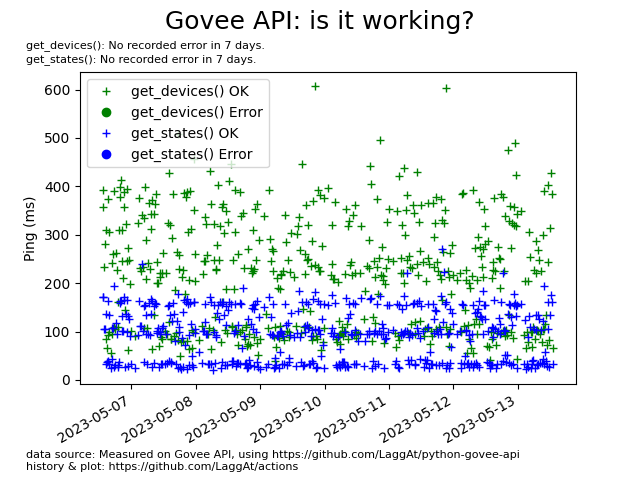 Govee API: is it working?
get_devices(): No recorded error in 7 days.
get_states(): No recorded error in 7 days.
get_devices() OK
get_devices() Error
get_states() OK
get_states() Error
Ping (ms)
600
500
400
300
200
100
0
2023-05-07
2023-05-08
2023-05-09
2023-05-10
2023-05-11
2023-05-12
2023-05-13
data source: Measured on Govee API, using https://github.com/LaggAt/python-govee-api
history & plot: https://github.com/LaggAt/actions